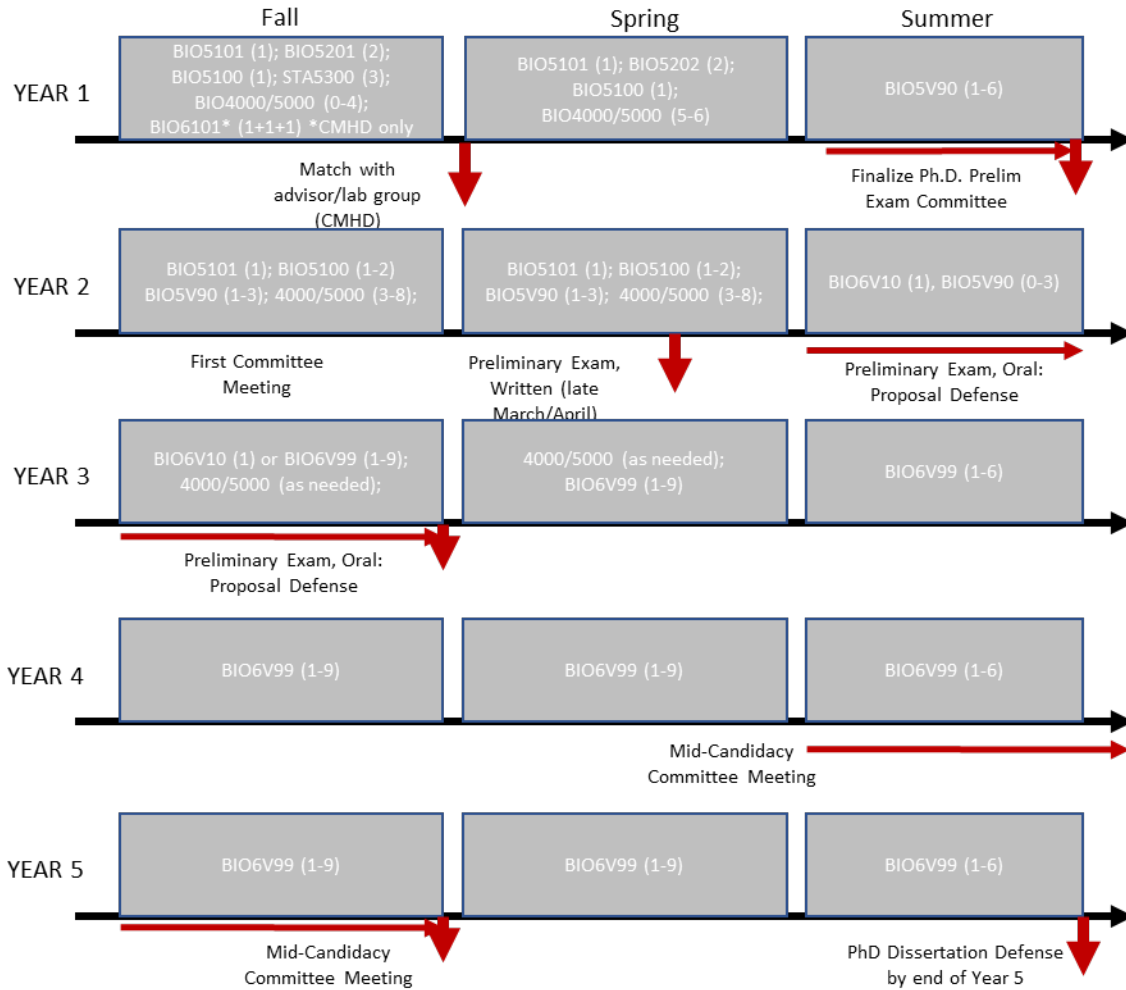 Fall
Spring
Summer
YEAR 1
BIO5101 (1); BIO5201 (2);
BIO5100 (1); STA5300 (3);
BIO4000/5000 (0-4);
BIO6101* (1+1+1) *CMHD only
BIO5101 (1); BIO5202 (2);
BIO5100 (1);
BIO4000/5000 (5-6)
BIO5V90 (1-6)
Match with
advisor/lab group
(CMHD)
Finalize Ph.D. Prelim
Exam Committee
YEAR 2
BIO5101 (1); BIO5100 (1-2)
BIO5V90 (1-3); 4000/5000 (3-8);
BIO5101 (1); BIO5100 (1-2);
BIO5V90 (1-3); 4000/5000 (3-8);
BIO6V10 (1), BIO5V90 (0-3)
First Committee
Meeting
Preliminary Exam,
Written (late
March/April)
Preliminary Exam, Oral:
Proposal Defense
YEAR 3
BIO6V10 (1) or BIO6V99 (1-9);
4000/5000 (as needed);
4000/5000 (as needed);
BIO6V99 (1-9)
BIO6V99 (1-6)
Preliminary Exam, Oral:
Proposal Defense
YEAR 4
BIO6V99 (1-9)
BIO6V99 (1-9)
BIO6V99 (1-6)
Mid-Candidacy
Committee Meeting
YEAR 5
BIO6V99 (1-9)
BIO6V99 (1-9)
BIO6V99 (1-6)
Mid-Candidacy
Committee Meeting
PhD Dissertation Defense
by end of Year 5